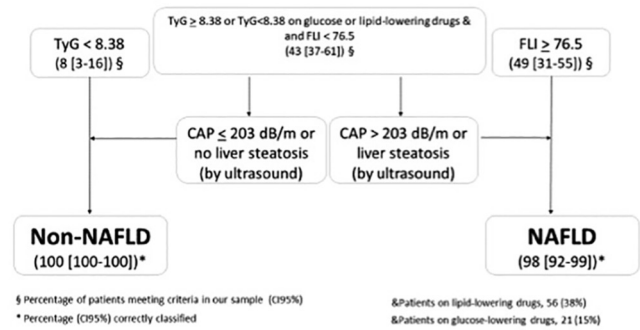 TyG < 8.38
(8 [3-16]) §
TyG ≥ 8.38 or TyG<8.38 on glucose or lipid-lowering drugs &
and FLI < 76.5
(43 [37-61]) §
FLI ≥ 76.5
(49 [31-55]) §
CAP ≤ 203 dB/m or
no liver steatosis
(by ultrasound)
CAP > 203 dB/m or
liver steatosis
(by ultrasound)
Non-NAFLD
(100 [100-100])*
NAFLD
(98 [92-99])*
§ Percentage of patients meeting criteria in our sample (CI95%)
* Percentage (CI95%) correctly classified
&Patients on lipid-lowering drugs, 56 (38%)
&Patients on glucose-lowering drugs, 21 (15%)